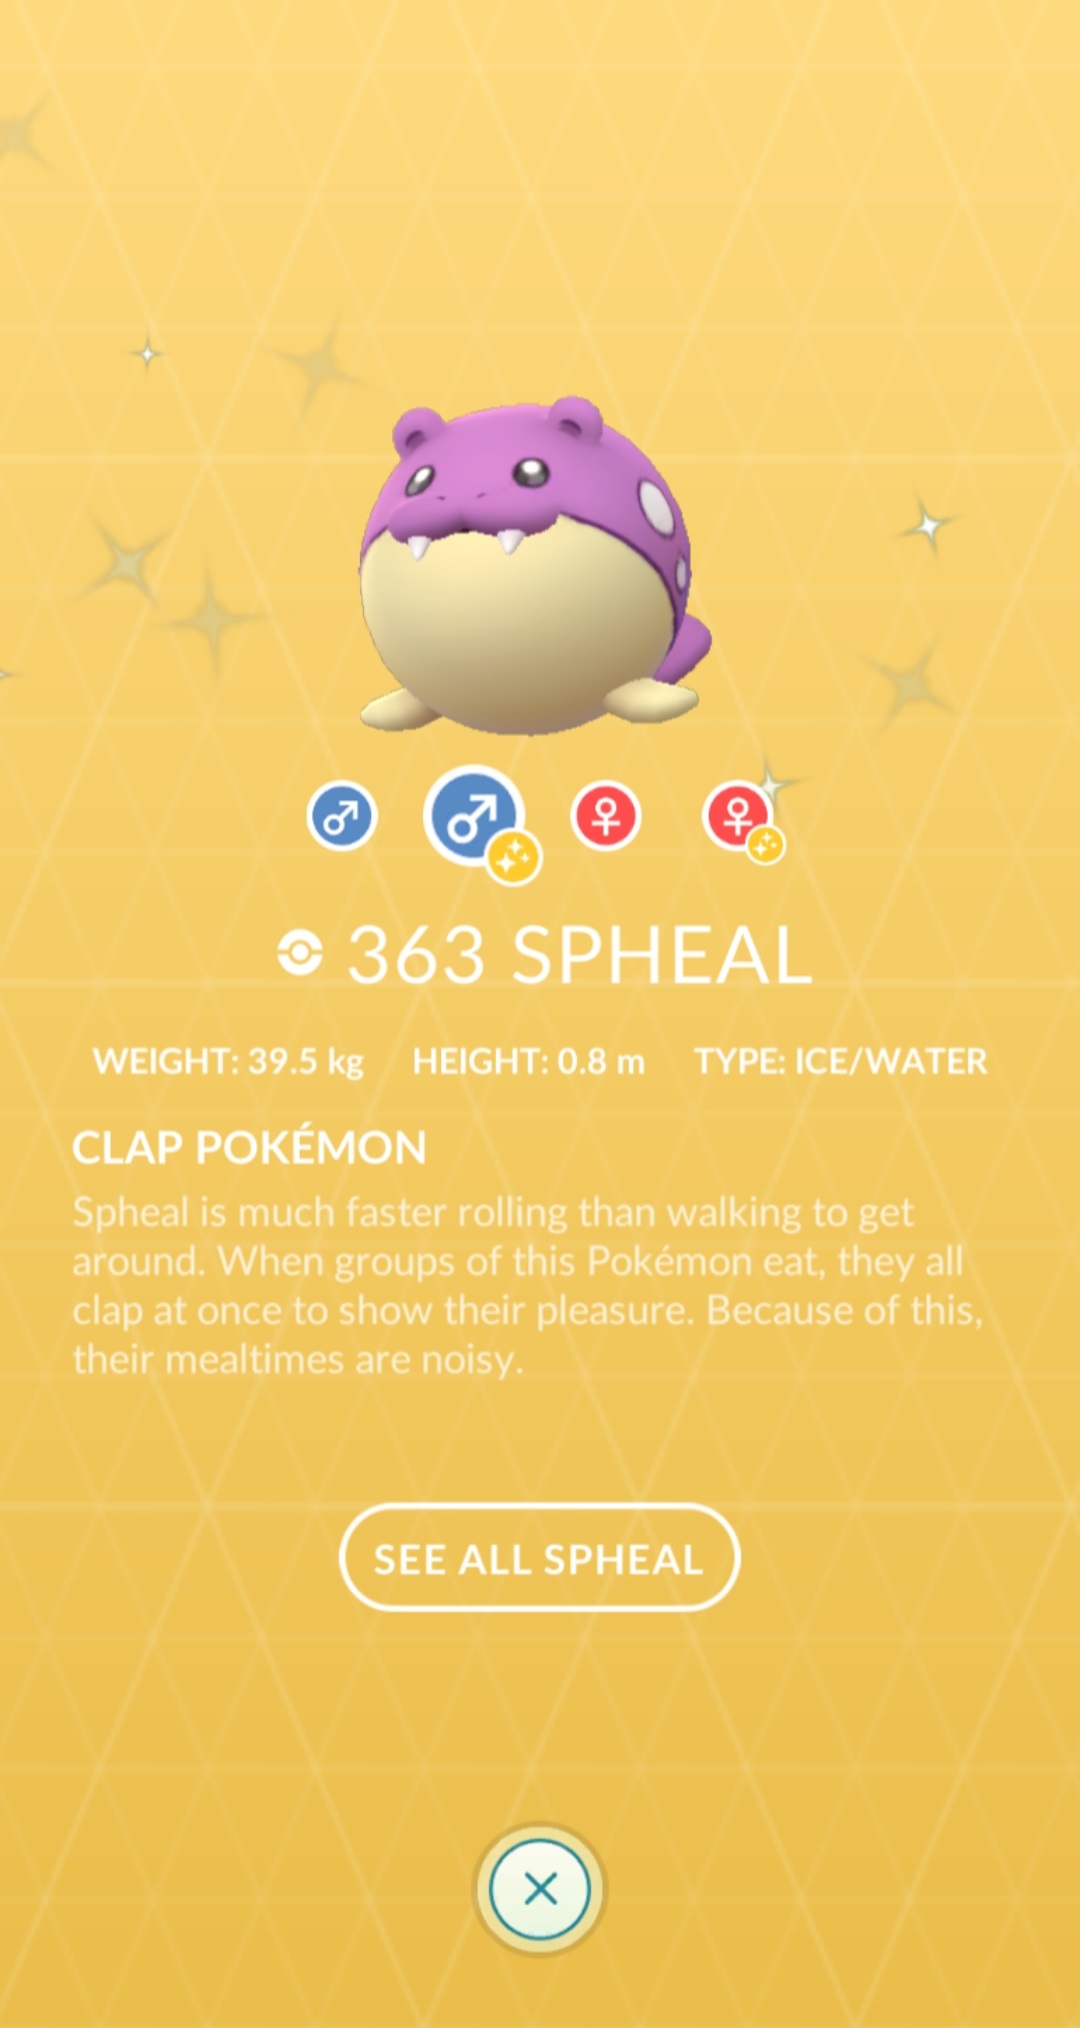 363 SPHEAL
WEIGHT: 39.5 kg HEIGHT: 0.8 m TYPE: ICE/WATER
CLAP POKÉMON
Spheal is much faster rolling than walking to get
around. When groups of this Pokémon eat, they all
clap at once to show their pleasure. Because of this,
their mealtimes are noisy.
SEE ALL SPHEAL